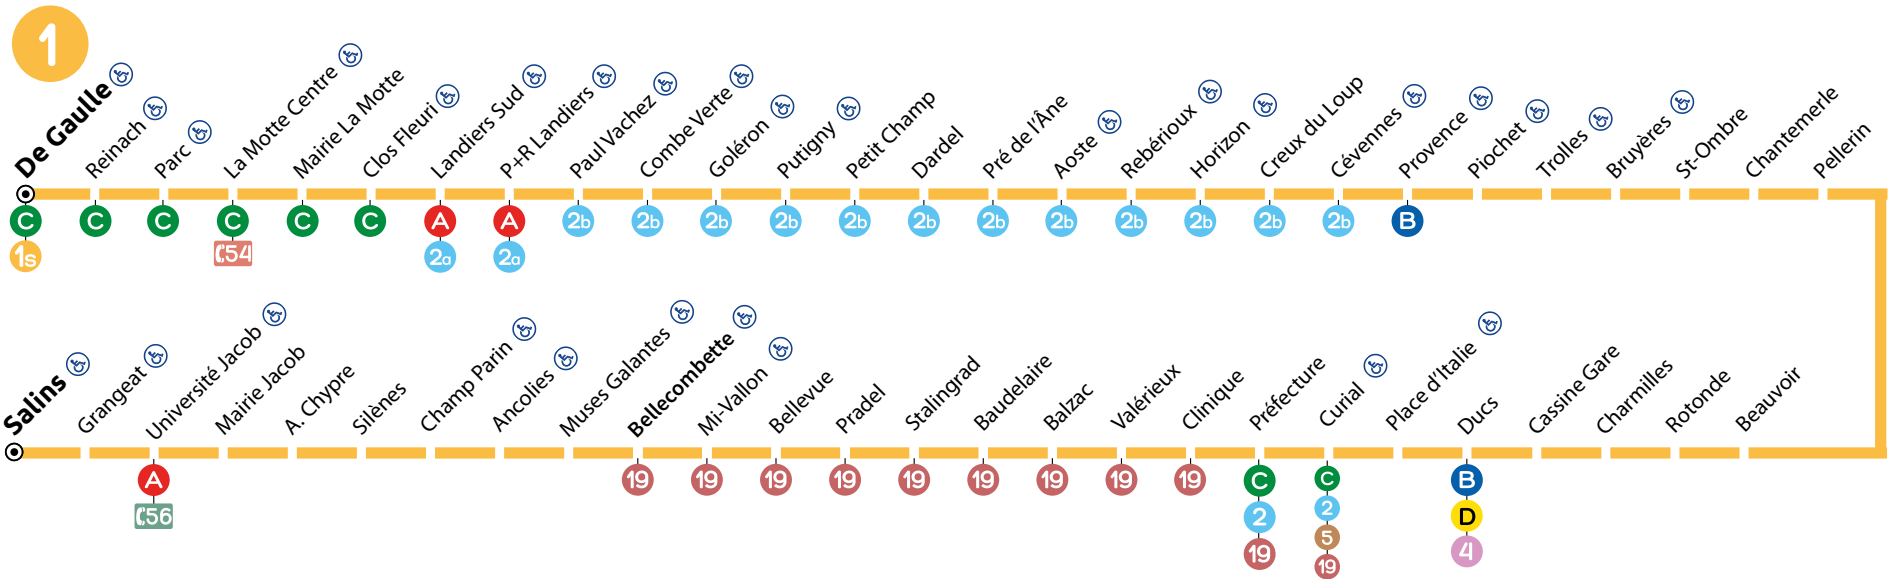 1
De Gaulle
Reinach
Parc
La Motte Centre
Mairie La Motte
Clos Fleuri
Landiers Sud
P+R Landiers
Paul Vachez
Combe Verte
Goléron
Putigny
Petit Champ
Dardel
Pré de l'Âne
Aoste
Rebérioux
Horizon
Creux du Loup
Cévennes
Provence
Piochet
Trolles
Bruyères
St-Ombre
Chantemerle
Pellerin
C C C C C C A A 2b 2b 2b 2b 2b 2b 2b 2b 2b 2b 2b 2b B
1s 54 2a 2a
Salins
Grangeat
Université Jacob
Mairie Jacob
A. Chypre
Silènes
Champ Parin
Ancolies
Muses Galantes
Bellecombette
Mi-Vallon
Bellevue
Pradel
Stalingrad
Baudelaire
Balzac
Valérieux
Clinique
Préfecture
Curial
Place d'Italie
Ducs
Cassine Gare
Charmilles
Rotonde
Beauvoir
A 19 19 19 19 19 19 19 19 19 C C B
56 2 2 D
19 5 4
19